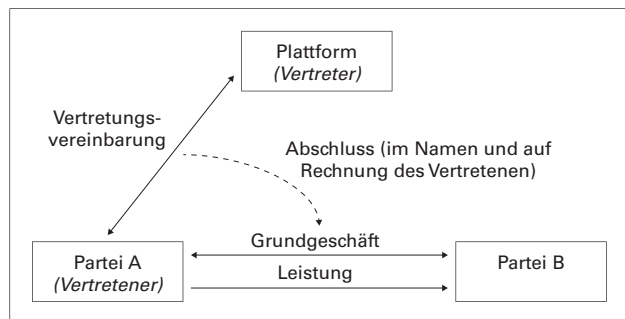 Plattform
(Vertreter)
Vertretungs-
vereinbarung
Abschluss (im Namen und auf
Rechnung des Vertretenen)
Partei A
(Vertretener)
Grundgeschäft
Leistung
Partei B